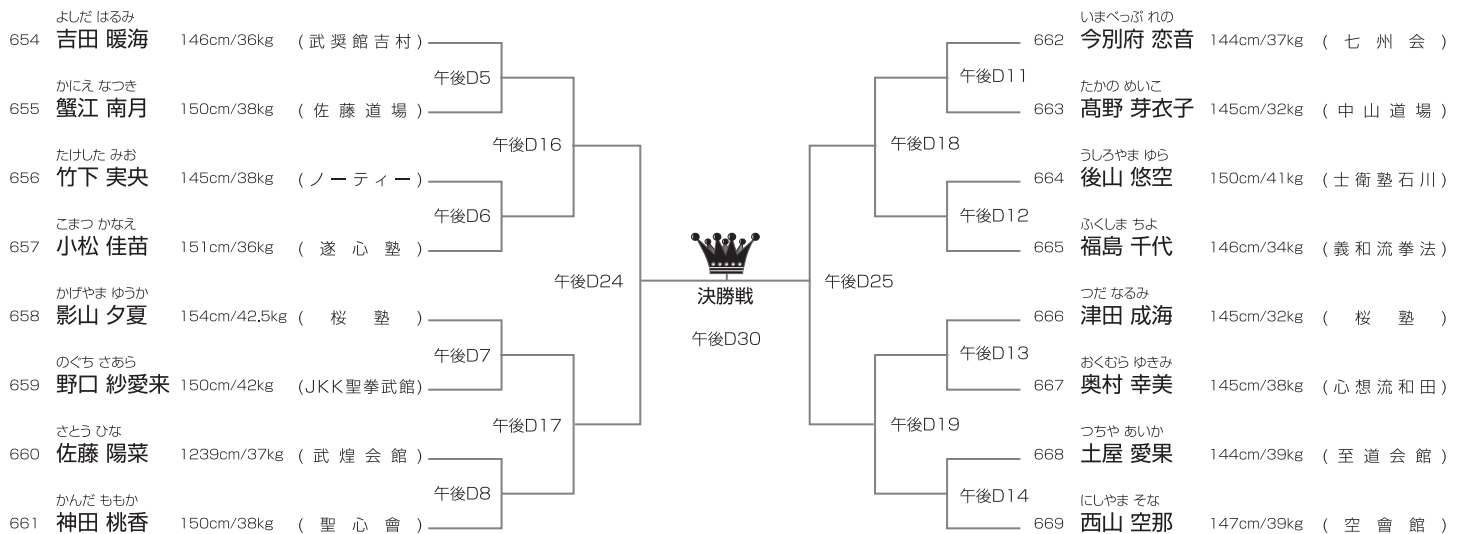 よしだ はるみ
654 吉田 暖海 146cm/36kg (武奨館吉村)
午後D5
かにえ なつき
655 蟹江 南月 150cm/38kg (佐藤道場)
午後D16
たけした みお
656 竹下 実央 145cm/38kg (ノーティー)
午後D6
こまつ かなえ
657 小松 佳苗 151cm/36kg (遂心塾)
午後D24
かげやま ゆうか
658 影山 夕夏 154cm/42.5kg (桜塾)
午後D7
のぐち さあら
659 野口 紗愛来 150cm/42kg (JKK聖拳武館)
午後D17
さとう ひな
660 佐藤 陽菜 1239cm/37kg (武煌会館)
午後D8
かんだ ももか
661 神田 桃香 150cm/38kg (聖心會)
決勝戦
午後D30
いまべっぷ れの
662 今別府 恋音 144cm/37kg (七州会)
午後D11
たかの めいこ
663 髙野 芽衣子 145cm/32kg (中山道場)
午後D18
うしろやま ゆら
664 後山 悠空 150cm/41kg (士衛塾石川)
午後D12
ふくしま ちよ
665 福島 千代 146cm/34kg (義和流拳法)
午後D25
つだ なるみ
666 津田 成海 145cm/32kg (桜塾)
午後D13
おくむら ゆきみ
667 奥村 幸美 145cm/38kg (心想流和田)
午後D19
つちや あいか
668 土屋 愛果 144cm/39kg (至道会館)
午後D14
にしやま そな
669 西山 空那 147cm/39kg (空會館)